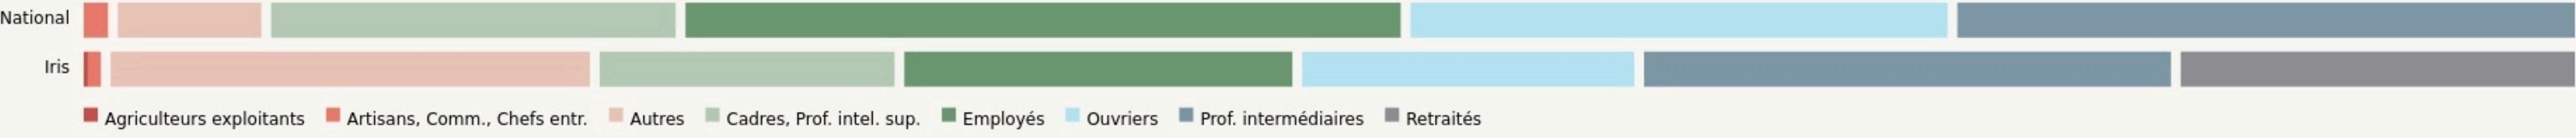 National
Iris
Agriculteurs exploitants Artisans, Comm., Chefs entr. Autres Cadres, Prof. intel. sup. Employés Ouvriers Prof. intermédiaires Retraités